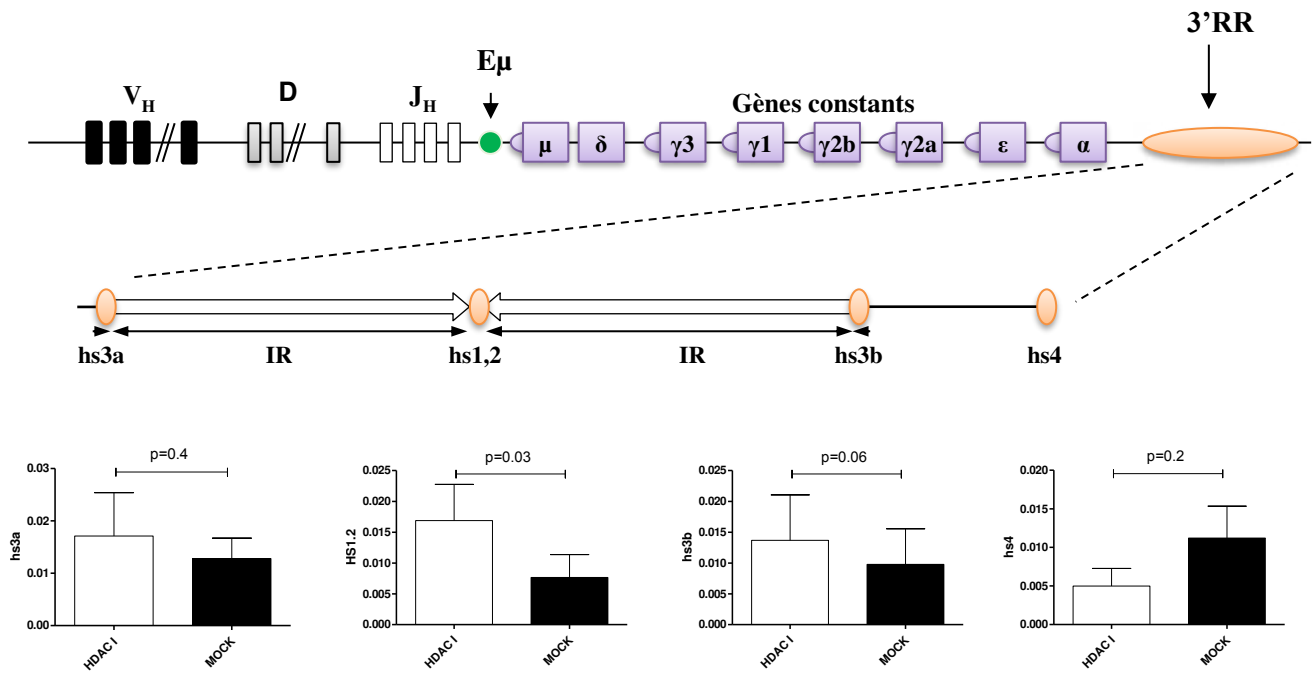 3’RR
Eμ
V_H D J_H Gènes constants
μ δ γ3 γ1 γ2b γ2a ε α
hs3a IR hs1,2 IR hs3b hs4
p=0.4
0.03
0.02
0.01
0.00
hs3a
HDAC I
MOCK
p=0.03
0.025
0.020
0.015
0.010
0.005
0.000
HS1.2
HDAC I
MOCK
p=0.06
0.025
0.020
0.015
0.010
0.005
0.000
hs3b
HDAC I
MOCK
p=0.2
0.020
0.015
0.010
0.005
0.000
hs4
HDAC I
MOCK